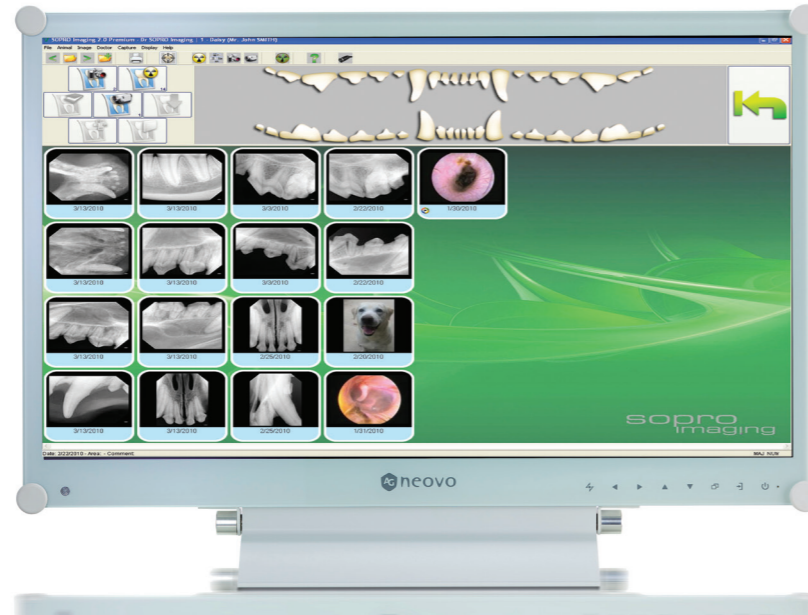 SOPRO Imaging 2.0 Premium - Dr SOPRO Imaging | 1 - Daisy [Mr. John SMITH]
File Animal Image Doctor Capture Display Help
3/13/2010 3/13/2010 3/3/2010 2/22/2010 1/30/2010
3/13/2010 3/13/2010 3/3/2010 2/22/2010
3/13/2010 3/13/2010 2/25/2010 2/20/2010
3/13/2010 3/13/2010 2/25/2010 1/31/2010
sopro
imaging
Date: 2/22/2010 - Area: - Comment:
MAJ NUM
AG neovo